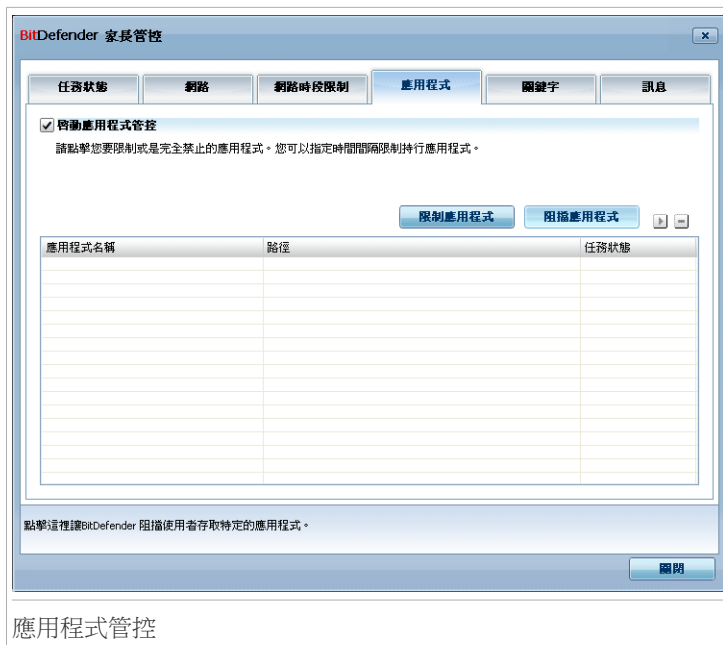 BitDefender 家長管控
任務狀態 網路 網路時段限制 應用程式 關鍵字 訊息
啓動應用程式管控
請點擊您要限制或是完全禁止的應用程式。您可以指定時間間隔限制持行應用程式。
限制應用程式 阻擋應用程式
應用程式名稱 路徑 任務狀態
點擊這裡讓BitDefender 阻擋使用者存取特定的應用程式。
關閉
應用程式管控